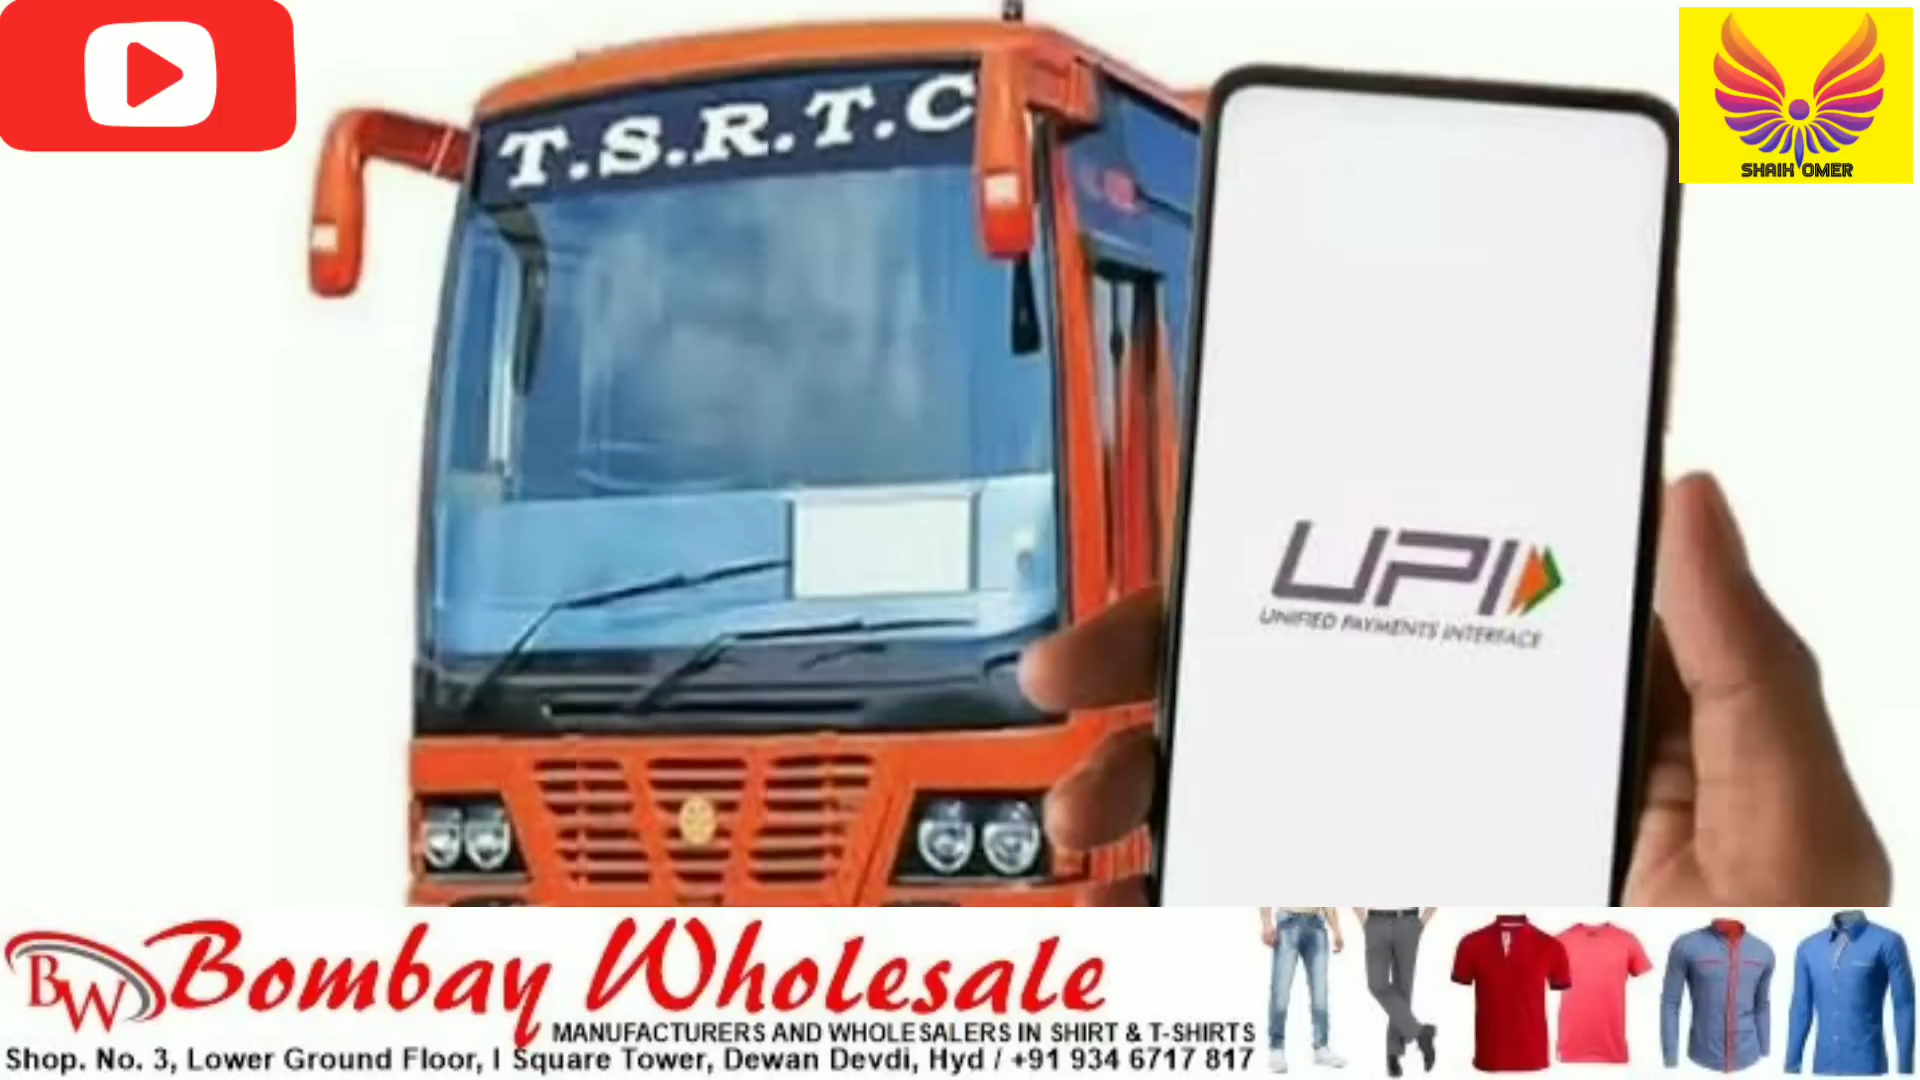 T.S.R.T.C
SHAIK OMER
UPI
UNIFIED PAYMENTS INTERFACE
BW Bombay Wholesale
MANUFACTURERS AND WHOLESALERS IN SHIRT & T-SHIRTS
Shop. No. 3, Lower Ground Floor, I Square Tower, Dewan Devdi, Hyd / +91 934 6717 817